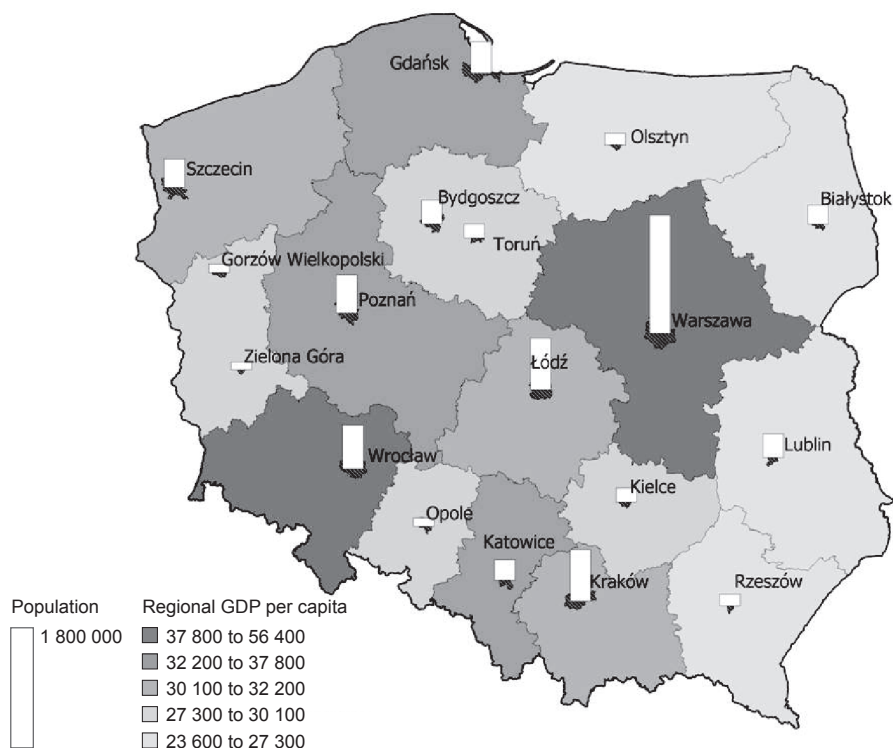 Gdańsk
Olsztyn
Szczecin
Bydgoszcz
Białystok
Toruń
Gorzów Wielkopolski
Poznań
Warszawa
Zielona Góra
Łódź
Wrocław
Lublin
Kielce
Opole
Katowice
Kraków
Rzeszów
Population
1 800 000
Regional GDP per capita
37 800 to 56 400
32 200 to 37 800
30 100 to 32 200
27 300 to 30 100
23 600 to 27 300